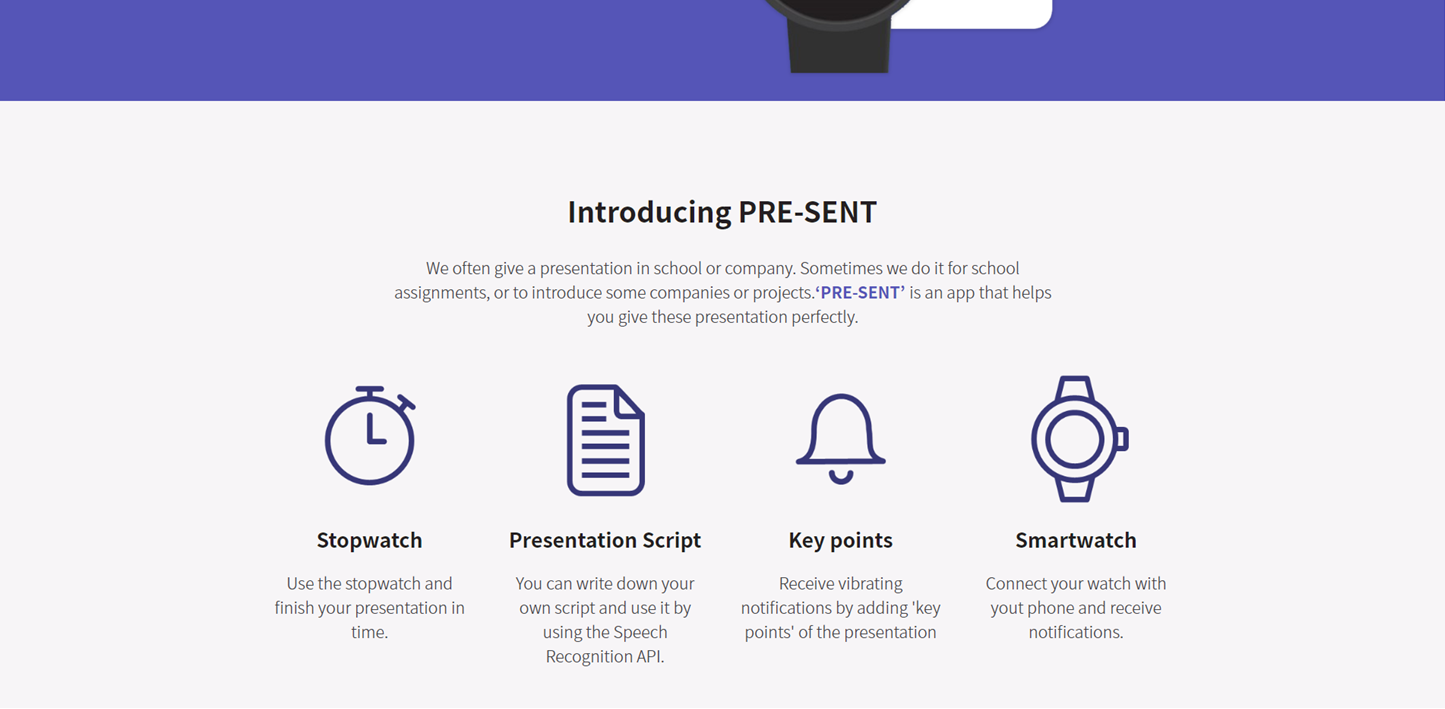 Introducing PRE-SENT
We often give a presentation in school or company. Sometimes we do it for school
assignments, or to introduce some companies or projects.‘PRE-SENT’ is an app that helps
you give these presentation perfectly.
Stopwatch
Use the stopwatch and
finish your presentation in
time.
Presentation Script
You can write down your
own script and use it by
using the Speech
Recognition API.
Key points
Receive vibrating
notifications by adding 'key
points' of the presentation
Smartwatch
Connect your watch with
yout phone and receive
notifications.